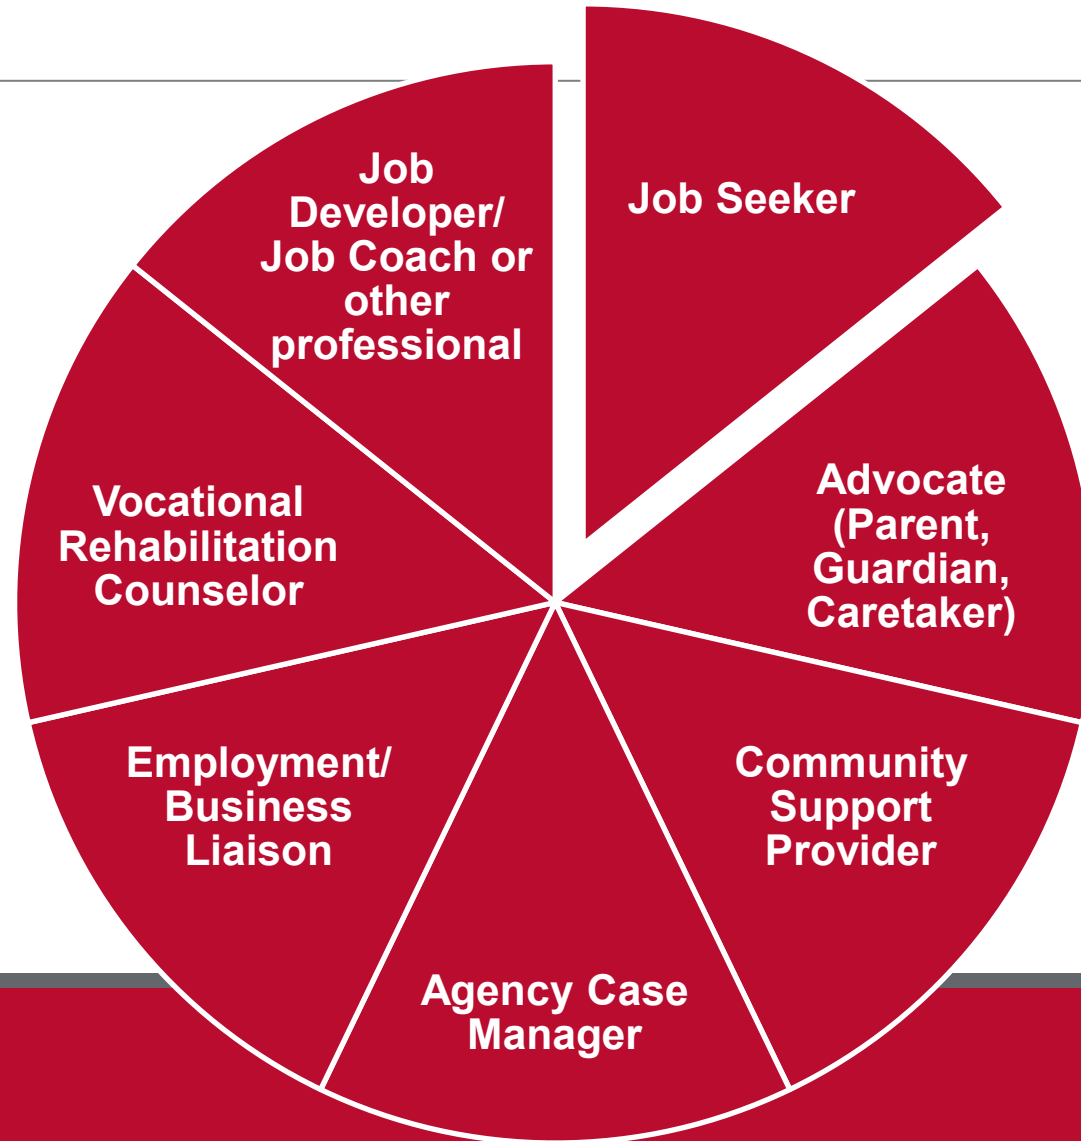 Job Seeker
Advocate
(Parent,
Guardian,
Caretaker)
Community
Support
Provider
Agency Case
Manager
Employment/
Business
Liaison
Vocational
Rehabilitation
Counselor
Job
Developer/
Job Coach or
other
professional